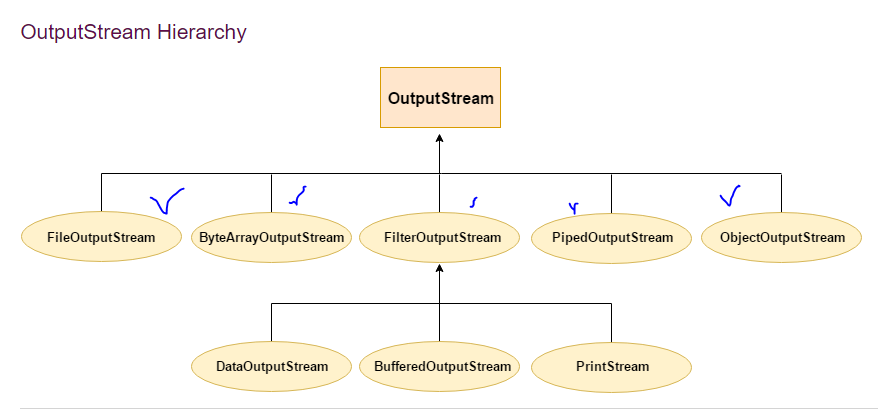 OutputStream Hierarchy
OutputStream
FileOutputStream
ByteArrayOutputStream
FilterOutputStream
PipedOutputStream
ObjectOutputStream
DataOutputStream
BufferedOutputStream
PrintStream